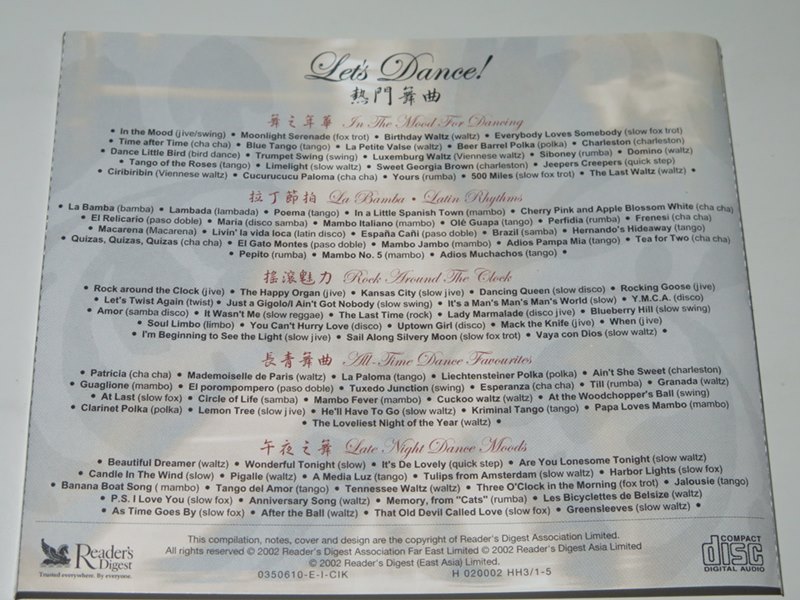 Let's Dance!
熱門舞曲
舞之年華 In The Mood For Dancing
• In the Mood (jive/swing) • Moonlight Serenade (fox trot) • Birthday Waltz (waltz) • Everybody Loves Somebody (slow fox trot)
• Time after Time (cha cha) • Blue Tango (tango) • La Petite Valse (waltz) • Beer Barrel Polka (polka) • Charleston (charleston)
• Dance Little Bird (bird dance) • Trumpet Swing (swing) • Luxemburg Waltz (Viennese waltz) • Siboney (rumba) • Domino (waltz)
• Tango of the Roses (tango) • Limelight (slow waltz) • Sweet Georgia Brown (charleston) • Jeepers Creepers (quick step)
• Ciribiribin (Viennese waltz) • Cucurucucu Paloma (cha cha) • Yours (rumba) • 500 Miles (slow fox trot) • The Last Waltz (waltz) •
拉丁節拍 La Bamba • Latin Rhythms
• La Bamba (bamba) • Lambada (lambada) • Poema (tango) • In a Little Spanish Town (mambo) • Cherry Pink and Apple Blossom White (cha cha)
• El Relicario (paso doble) • Maria (disco samba) • Mambo Italiano (mambo) • Olé Guapa (tango) • Perfidia (rumba) • Frenesi (cha cha)
• Macarena (Macarena) • Livin' la vida loca (latin disco) • España Cañi (paso doble) • Brazil (samba) • Hernando's Hideaway (tango)
• Quizas, Quizas, Quizas (cha cha) • El Gato Montes (paso doble) • Mambo Jambo (mambo) • Adios Pampa Mia (tango) • Tea for Two (cha cha)
• Pepito (rumba) • Mambo No. 5 (mambo) • Adios Muchachos (tango) •
搖滾魅力 Rock Around The Clock
• Rock around the Clock (jive) • The Happy Organ (jive) • Kansas City (slow jive) • Dancing Queen (slow disco) • Rocking Goose (jive)
• Let's Twist Again (twist) • Just a Gigolo/I Ain't Got Nobody (slow swing) • It's a Man's Man's Man's World (slow) • Y.M.C.A. (disco)
• Amor (samba disco) • It Wasn't Me (slow reggae) • The Last Time (rock) • Lady Marmalade (disco jive) • Blueberry Hill (slow swing)
• Soul Limbo (limbo) • You Can't Hurry Love (disco) • Uptown Girl (disco) • Mack the Knife (jive) • When (jive)
• I'm Beginning to See the Light (slow jive) • Sail Along Silvery Moon (slow fox trot) • Vaya con Dios (slow waltz) •
長青舞曲 All-Time Dance Favourites
• Patricia (cha cha) • Mademoiselle de Paris (waltz) • La Paloma (tango) • Liechtensteiner Polka (polka) • Ain't She Sweet (charleston)
• Guaglione (mambo) • El porompompero (paso doble) • Tuxedo Junction (swing) • Esperanza (cha cha) • Till (rumba) • Granada (waltz)
• At Last (slow fox) • Circle of Life (samba) • Mambo Fever (mambo) • Cuckoo waltz (waltz) • At the Woodchopper's Ball (swing)
• Clarinet Polka (polka) • Lemon Tree (slow jive) • He'll Have To Go (slow waltz) • Kriminal Tango (tango) • Papa Loves Mambo (mambo)
• The Loveliest Night of the Year (waltz) •
午夜之舞 Late Night Dance Moods
• Beautiful Dreamer (waltz) • Wonderful Tonight (slow) • It's De Lovely (quick step) • Are You Lonesome Tonight (slow waltz)
• Candle In The Wind (slow) • Pigalle (waltz) • A Media Luz (tango) • Tulips from Amsterdam (slow waltz) • Harbor Lights (slow fox)
• Banana Boat Song ( mambo) • Tango del Amor (tango) • Tennessee Waltz (waltz) • Three O'Clock in the Morning (fox trot) • Jalousie (tango)
• P.S. I Love You (slow fox) • Anniversary Song (waltz) • Memory, from "Cats" (rumba) • Les Bicyclettes de Belsize (waltz)
• As Time Goes By (slow fox) • After the Ball (waltz) • That Old Devil Called Love (slow fox) • Greensleeves (slow waltz) •
Reader's Digest
Trusted everywhere. By everyone.
This compilation, notes, cover and design are the copyright of Reader's Digest Association Limited.
All rights reserved © 2002 Reader's Digest Association Far East Limited © 2002 Reader's Digest Asia Limited
© 2002 Reader's Digest (East Asia) Limited.
0350610-E-I-CIK H 020002 HH3/1-5
COMPACT
disc
DIGITAL AUDIO